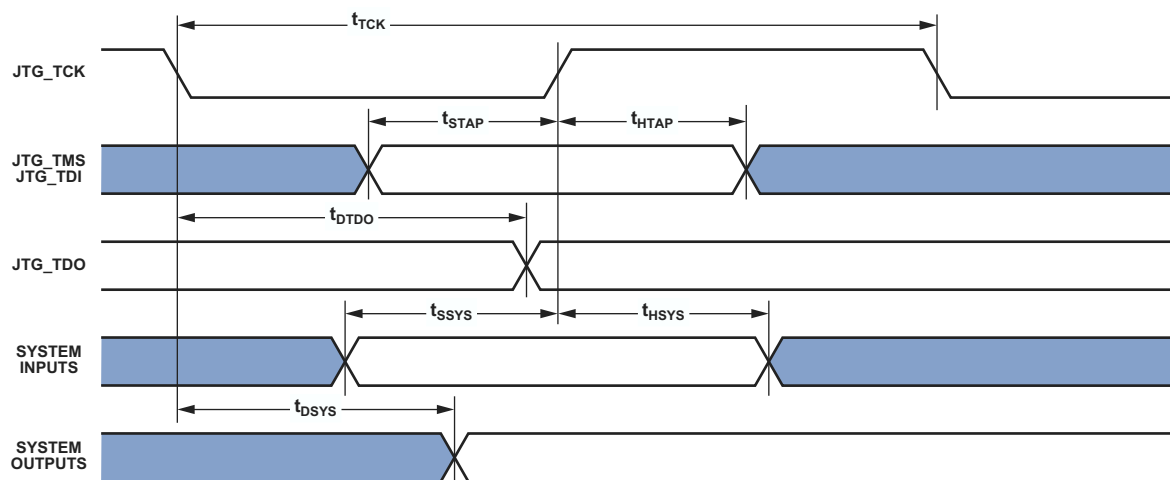 tTCK
JTG_TCK
tSTAP
tHTAP
JTG_TMS
JTG_TDI
tDTDO
JTG_TDO
tSSYS
tHSYS
SYSTEM
INPUTS
tDSYS
SYSTEM
OUTPUTS